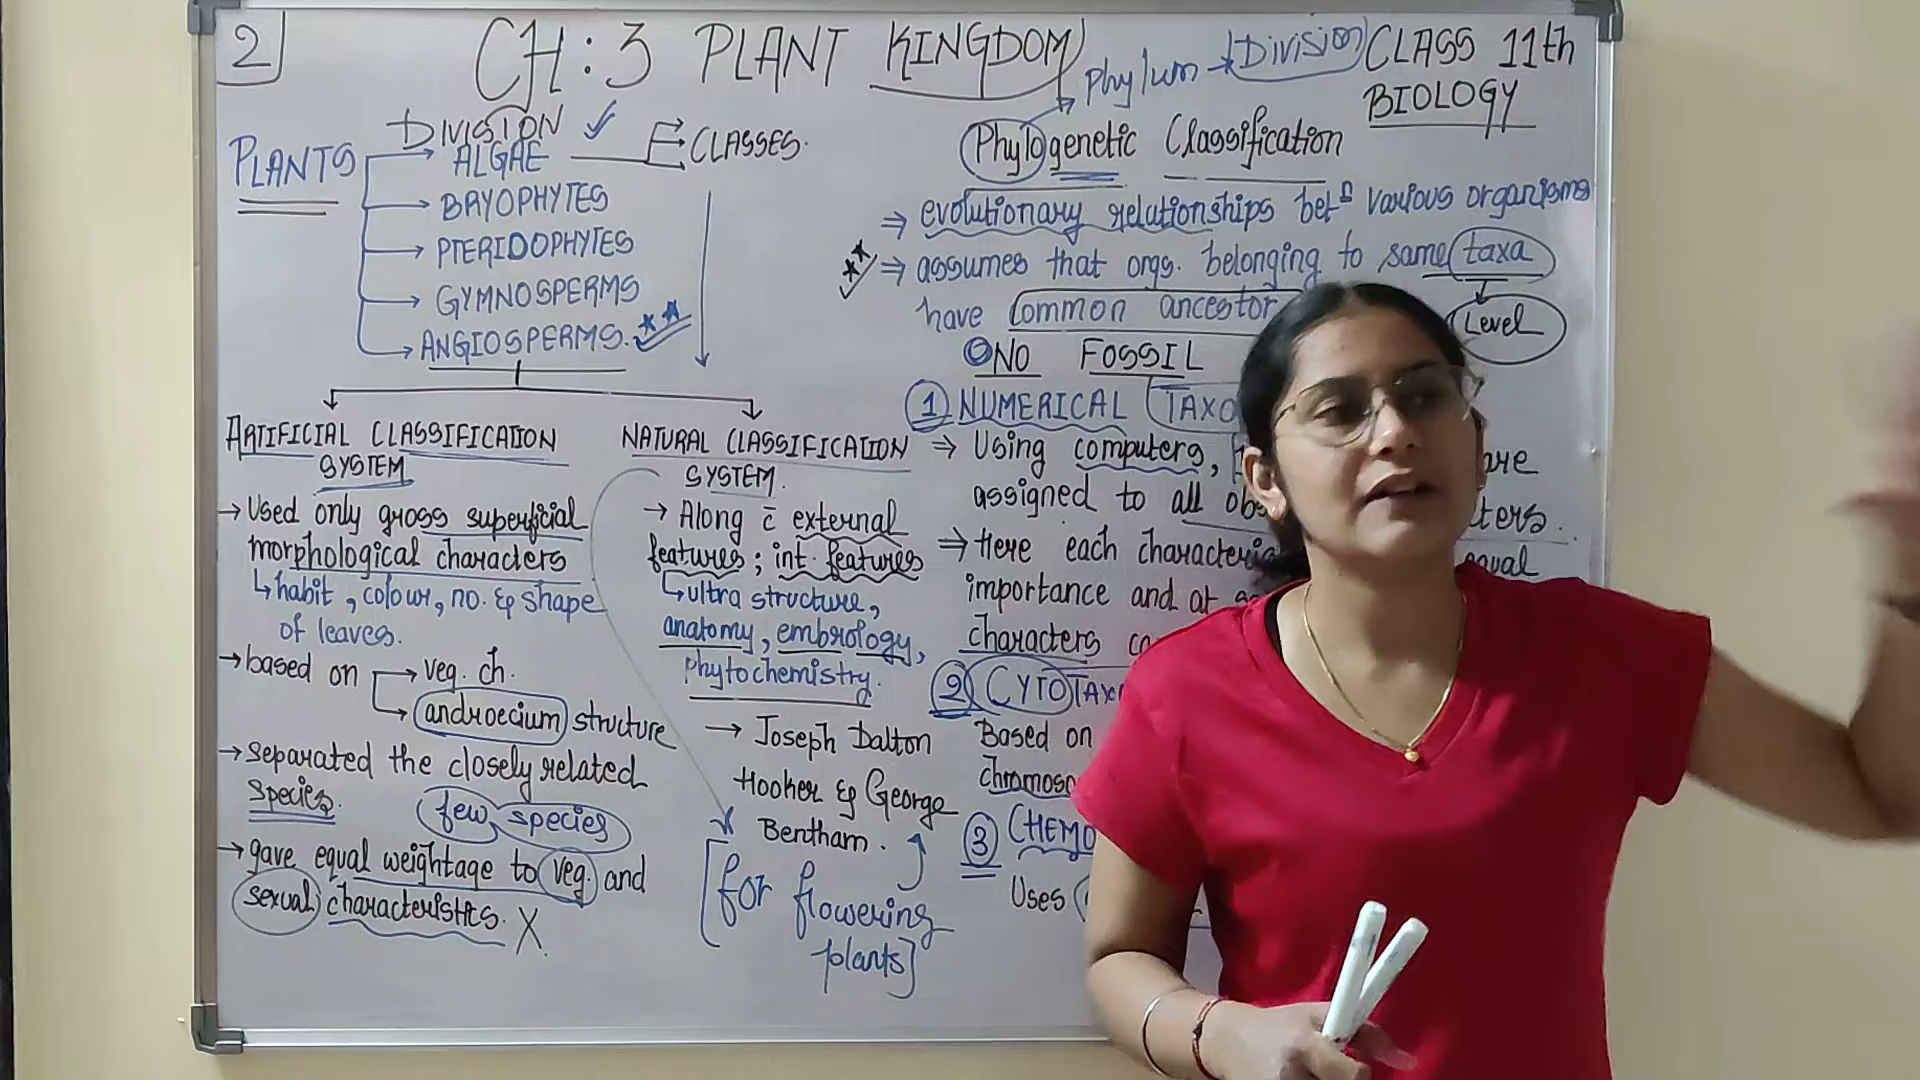 2
CH : 3 PLANT KINGDOM
CLASS 11th
BIOLOGY
PLANTS
DIVISION
ALGAE
CLASSES.
BRYOPHYTES
PTERIDOPHYTES
GYMNOSPERMS
ANGIOSPERMS.
ARTIFICIAL CLASSIFICATION
SYSTEM
→ Used only gross superficial
morphological characters
↳ habit, colour, no. & shape
of leaves.
→ based on → veg. ch.
→ androecium structure
→ separated the closely related
species.
few species
→ gave equal weightage to veg. and
sexual characteristics. X
NATURAL CLASSIFICATION
SYSTEM.
→ Along c̄ external
features; int. features
↳ ultra structure,
anatomy, embrology,
phytochemistry.
→ Joseph Dalton
Hooker & George
Bentham.
[for flowering
plants]
Phylum → Division
Phylogenetic Classification
⇒ evolutionary relationships betⁿ various organisms
⇒ assumes that orgs. belonging to same taxa
Level
have common ancestor
NO FOSSIL
1 NUMERICAL
⇒ Using computers, are
assigned to all
⇒ Here each equal
importance and at
characters
2 CYTO
Based on
3
Uses